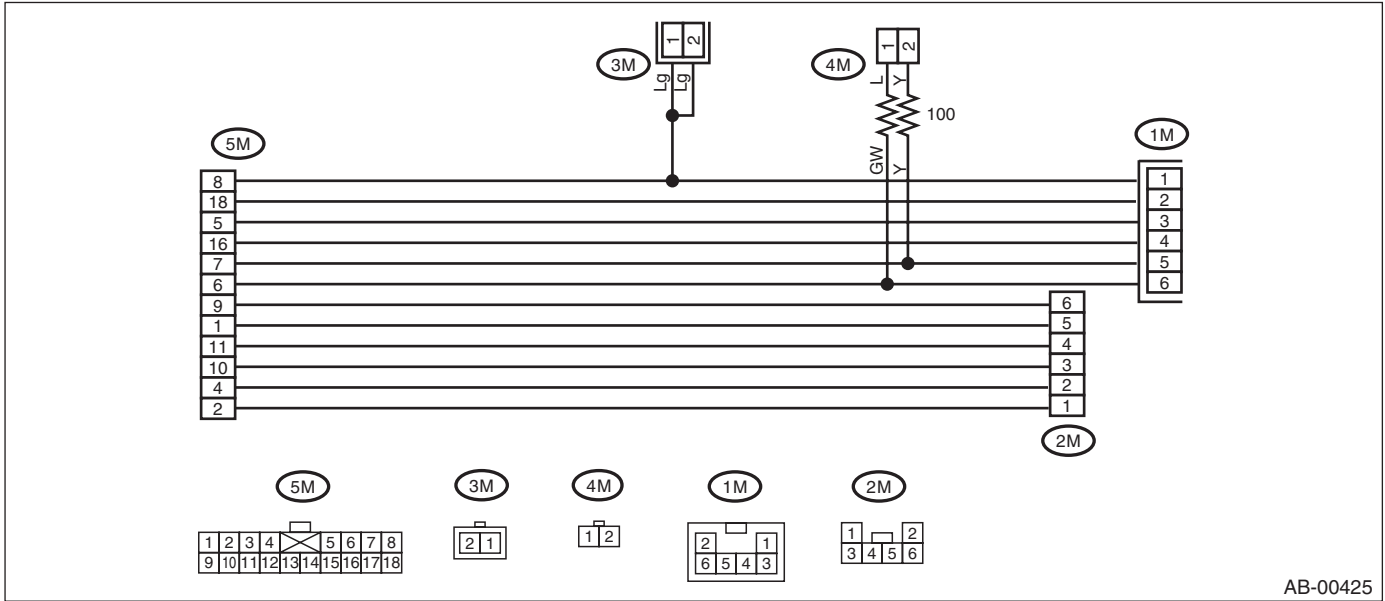 1 2
1 2
3M
4M
Lg Lg
L Y
100
5M
1M
GW Y
8 1
18 2
5 3
16 4
7 5
6 6
9 6
1 5
11 4
10 3
4 2
2 1
2M
5M 3M 4M 1M 2M
1 2 3 4 5 6 7 8
9 10 11 12 13 14 15 16 17 18
2 1
1 2
2 1
6 5 4 3
1 2
3 4 5 6
AB-00425